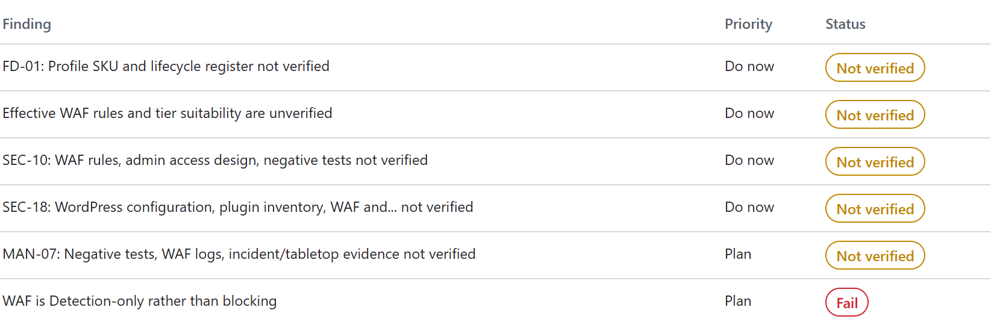 Finding Priority Status
FD-01: Profile SKU and lifecycle register not verified Do now Not verified
Effective WAF rules and tier suitability are unverified Do now Not verified
SEC-10: WAF rules, admin access design, negative tests not verified Do now Not verified
SEC-18: WordPress configuration, plugin inventory, WAF and... not verified Do now Not verified
MAN-07: Negative tests, WAF logs, incident/tabletop evidence not verified Plan Not verified
WAF is Detection-only rather than blocking Plan Fail